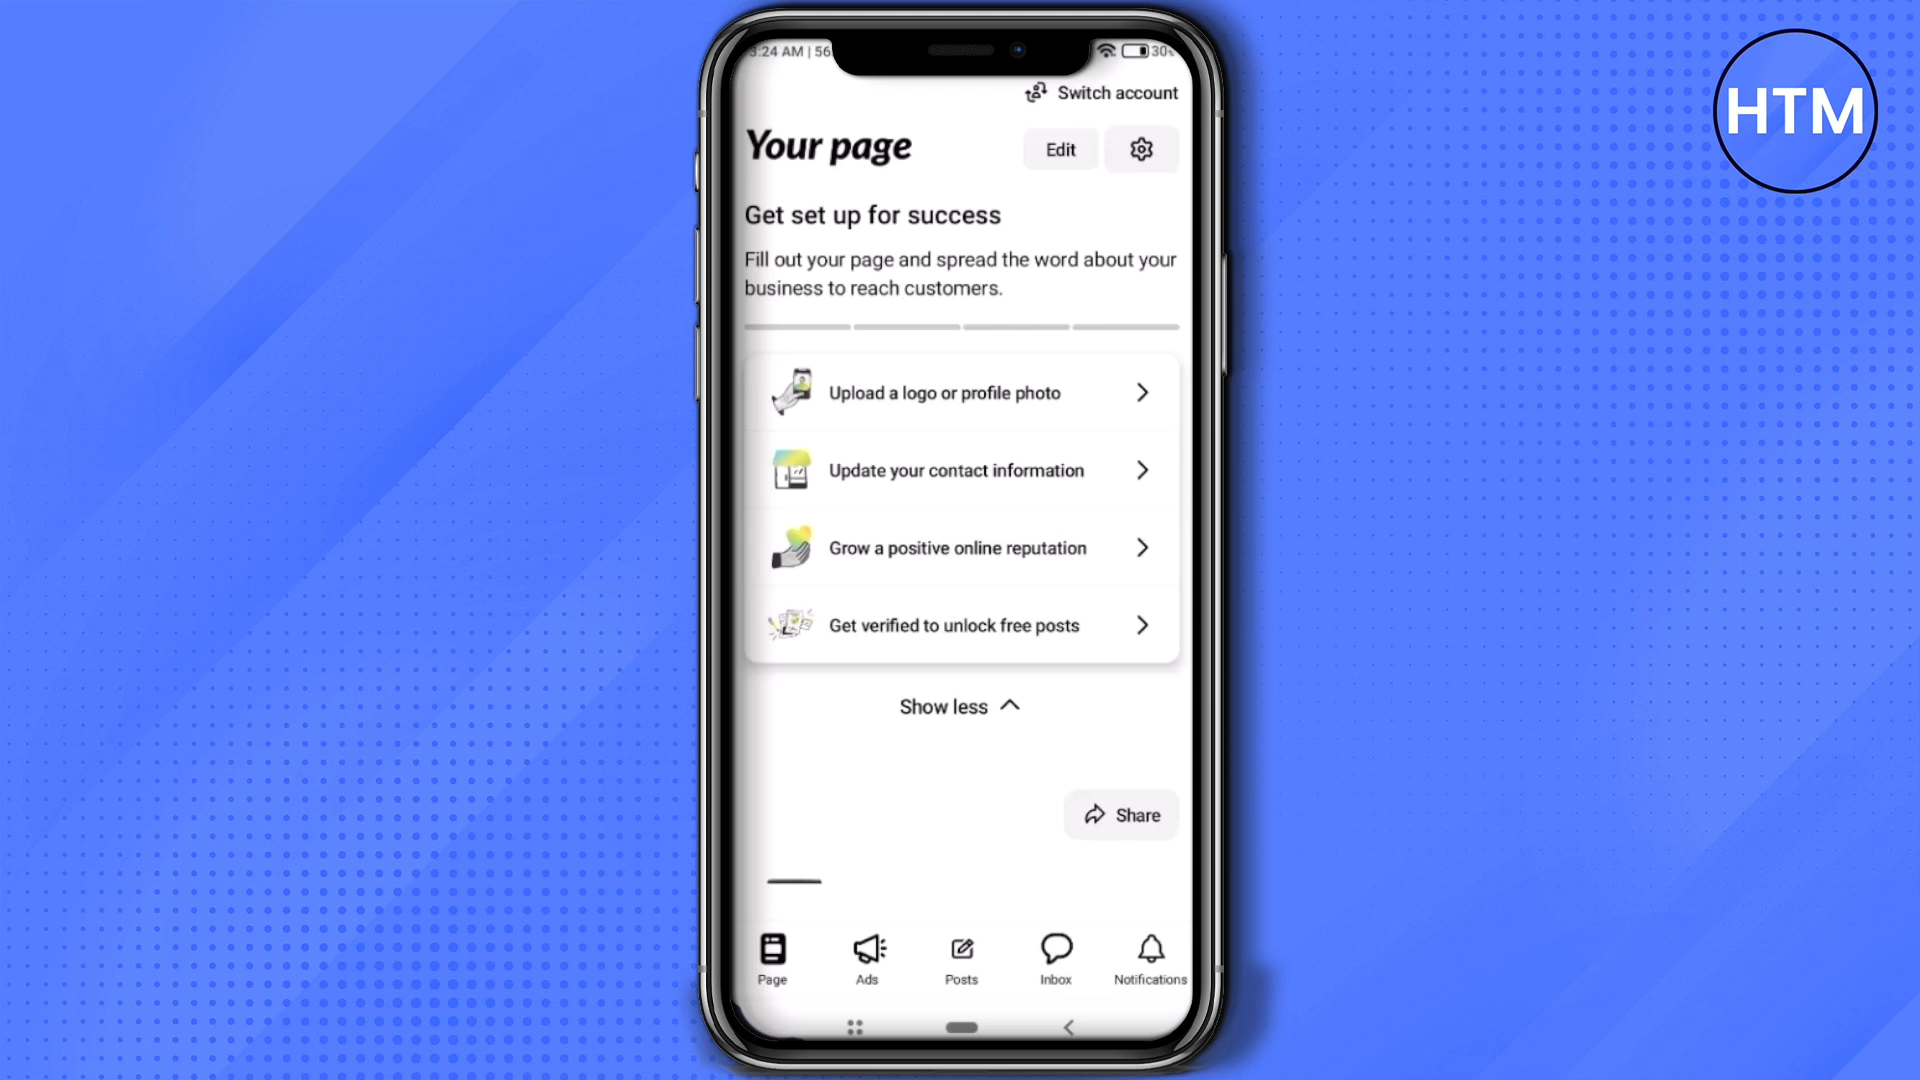 3:24 AM | 56
30
Switch account
Your page
Edit
Get set up for success
Fill out your page and spread the word about your
business to reach customers.
Upload a logo or profile photo
Update your contact information
Grow a positive online reputation
Get verified to unlock free posts
Show less
Share
Page
Ads
Posts
Inbox
Notifications
HTM